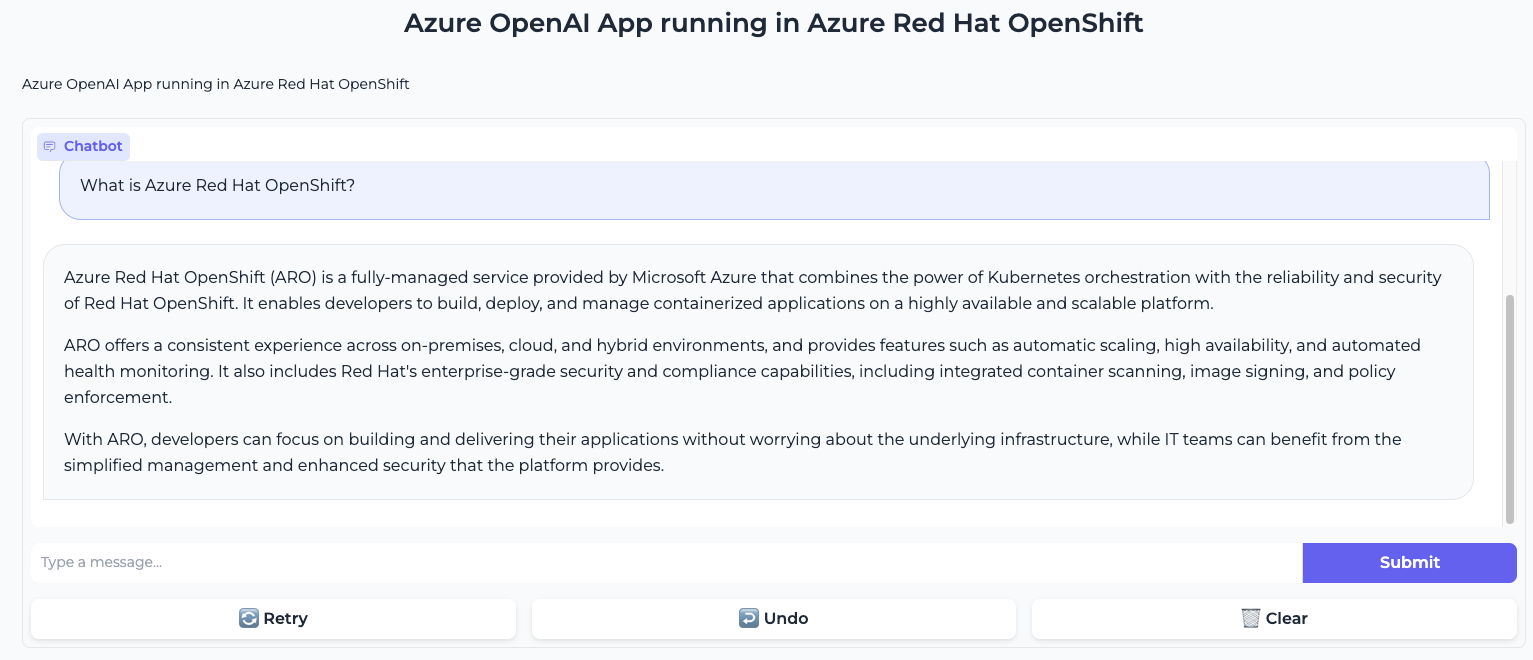 Azure OpenAI App running in Azure Red Hat OpenShift
Azure OpenAI App running in Azure Red Hat OpenShift
Chatbot
What is Azure Red Hat OpenShift?
Azure Red Hat OpenShift (ARO) is a fully-managed service provided by Microsoft Azure that combines the power of Kubernetes orchestration with the reliability and security
of Red Hat OpenShift. It enables developers to build, deploy, and manage containerized applications on a highly available and scalable platform.
ARO offers a consistent experience across on-premises, cloud, and hybrid environments, and provides features such as automatic scaling, high availability, and automated
health monitoring. It also includes Red Hat's enterprise-grade security and compliance capabilities, including integrated container scanning, image signing, and policy
enforcement.
With ARO, developers can focus on building and delivering their applications without worrying about the underlying infrastructure, while IT teams can benefit from the
simplified management and enhanced security that the platform provides.
Type a message...
Submit
Retry
Undo
Clear